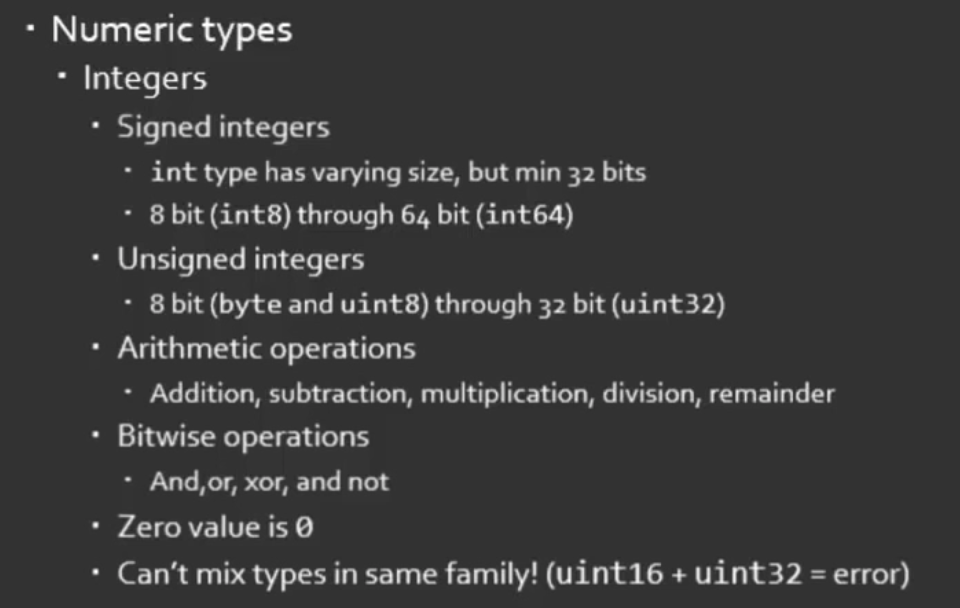 · Numeric types
· Integers
· Signed integers
· int type has varying size, but min 32 bits
· 8 bit (int8) through 64 bit (int64)
· Unsigned integers
· 8 bit (byte and uint8) through 32 bit (uint32)
· Arithmetic operations
· Addition, subtraction, multiplication, division, remainder
· Bitwise operations
· And,or, xor, and not
· Zero value is 0
· Can't mix types in same family! (uint16 + uint32 = error)